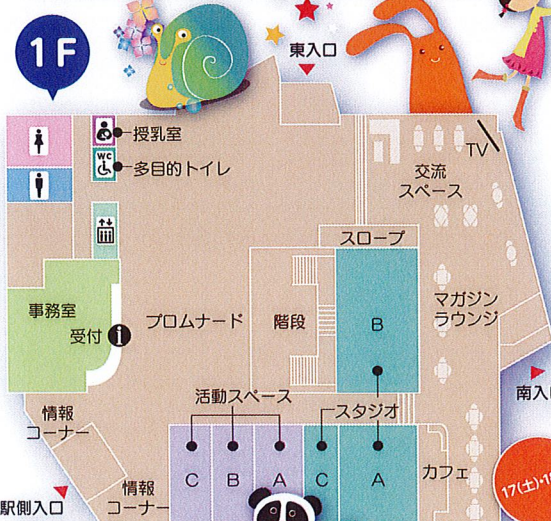 1F
東入口
授乳室
WC
多目的トイレ
TV
交流
スペース
スロープ
事務室
受付
i
プロムナード
階段
B
マガジン
ラウンジ
南入
活動スペース
スタジオ
情報
コーナー
C
B
A
C
A
カフェ
駅側入口
情報
コーナー
17(土)・1